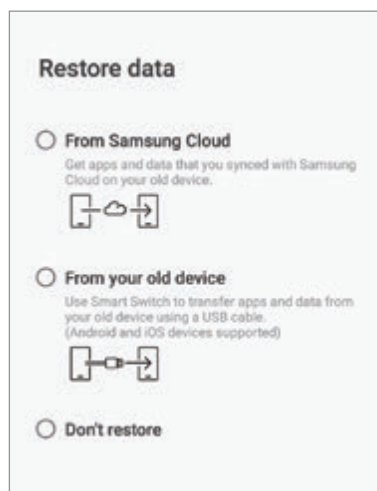 Restore data
From Samsung Cloud
Get apps and data that you synced with Samsung
Cloud on your old device.
From your old device
Use Smart Switch to transfer apps and data from
your old device using a USB cable.
(Android and iOS devices supported)
Don't restore